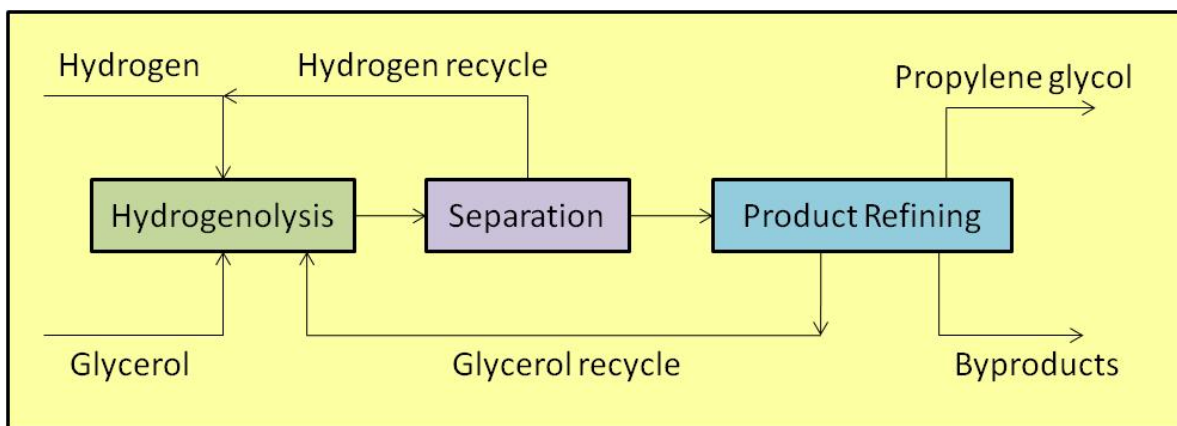 Hydrogen
Hydrogen recycle
Propylene glycol
Hydrogenolysis
Separation
Product Refining
Glycerol
Glycerol recycle
Byproducts